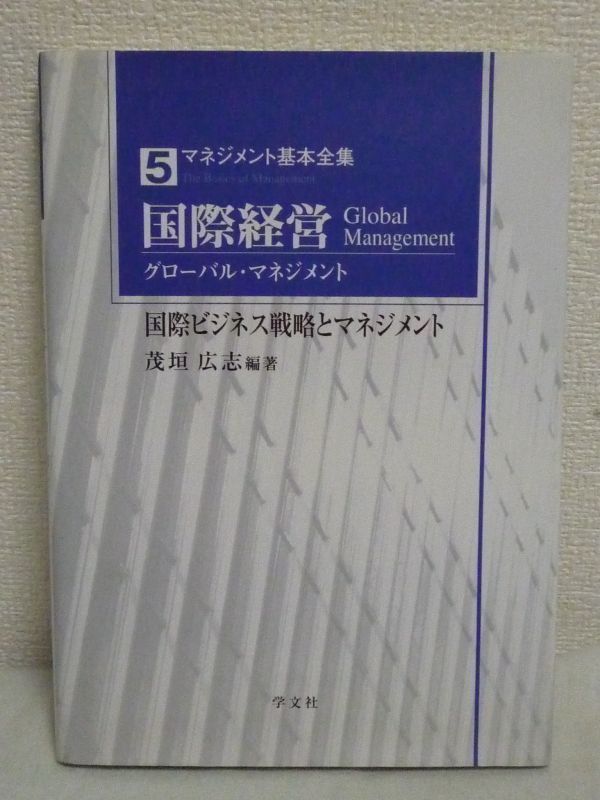 5 マネジメント基本全集
The Basics of Management
国際経営 Global Management
グローバル・マネジメント
国際ビジネス戦略とマネジメント
茂垣 広志 編著
学文社